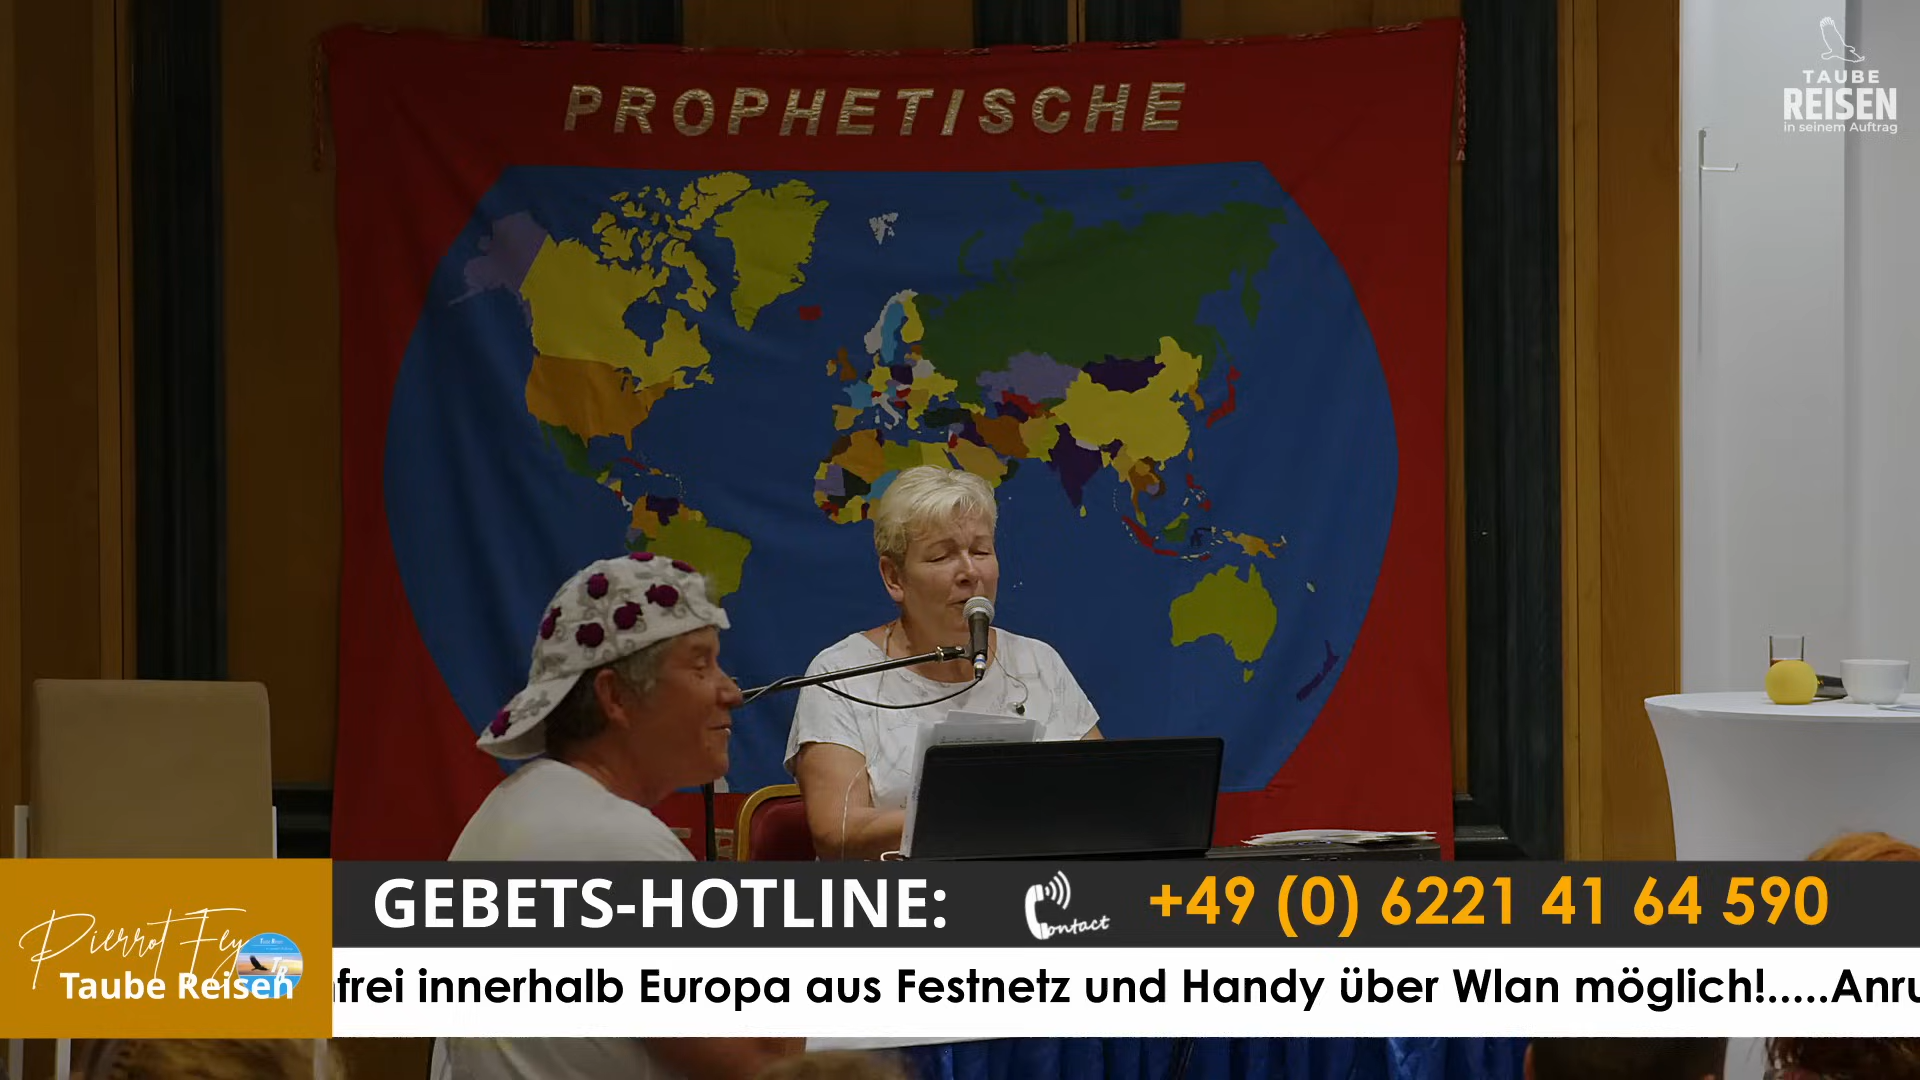 PROPHETISCHE
TAUBE
REISEN
in seinem Auftrag
GEBETS-HOTLINE:
Contact
+49 (0) 6221 41 64 590
Pierrot Fey
Taube Reisen
frei innerhalb Europa aus Festnetz und Handy über Wlan möglich!.....Anru